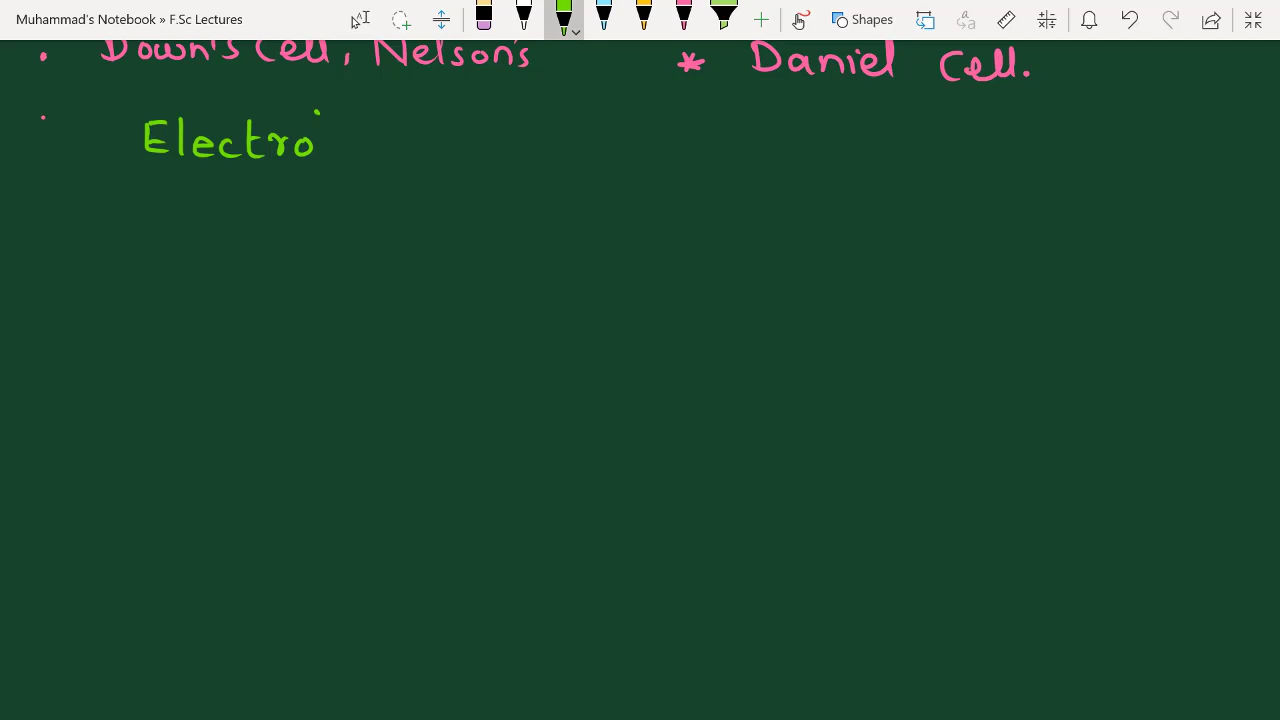 Muhammad's Notebook » F.Sc Lectures
Shapes
• Down's Cell, Nelson's
* Daniel Cell.
• Electro